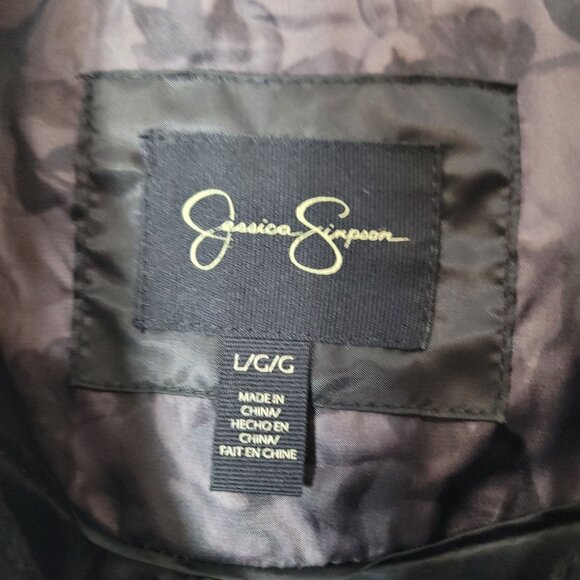 Jessica Simpson
L/G/G
MADE IN
CHINA/
HECHO EN
CHINA/
FAIT EN CHINE